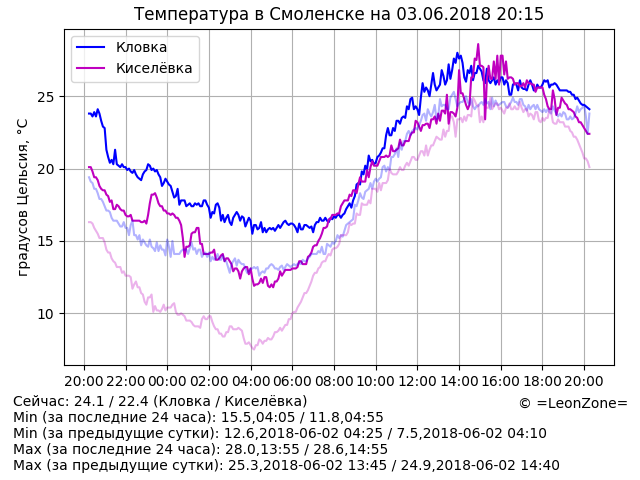 Температура в Смоленске на 03.06.2018 20:15
Кловка
Киселёвка
градусов Цельсия, °C
25
20
15
10
20:00 22:00 00:00 02:00 04:00 06:00 08:00 10:00 12:00 14:00 16:00 18:00 20:00
Сейчас: 24.1 / 22.4 (Кловка / Киселёвка)
© =LeonZone=
Min (за последние 24 часа): 15.5,04:05 / 11.8,04:55
Min (за предыдущие сутки): 12.6,2018-06-02 04:25 / 7.5,2018-06-02 04:10
Max (за последние 24 часа): 28.0,13:55 / 28.6,14:55
Max (за предыдущие сутки): 25.3,2018-06-02 13:45 / 24.9,2018-06-02 14:40